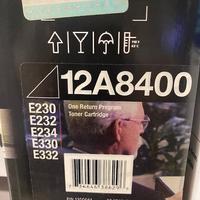 12A8400
E230
E232
E234
E330
E332
One Return Program
Toner Cartridge